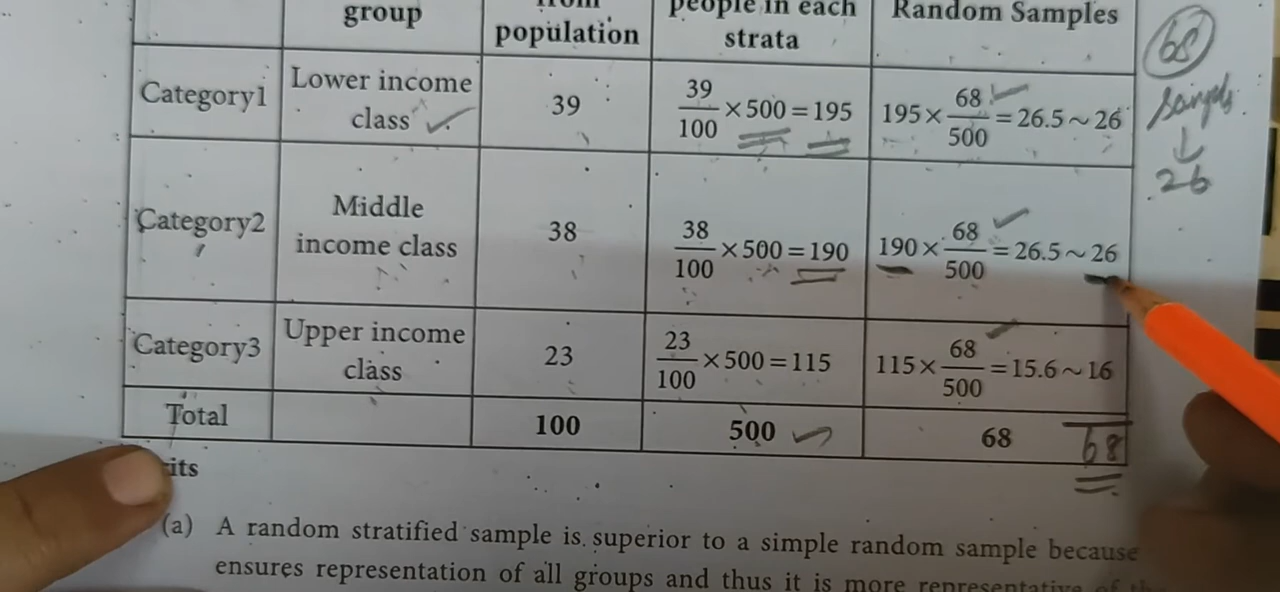 group
from
population
people in each
strata
Random Samples
68
samples
↓
26
Category1
Lower income
class
39
39/100 × 500 = 195
195 × 68/500 = 26.5 ~ 26
Category2
Middle
income class
38
38/100 × 500 = 190
190 × 68/500 = 26.5 ~ 26
Category3
Upper income
class
23
23/100 × 500 = 115
115 × 68/500 = 15.6 ~ 16
Total
100
500
68
68
its
(a) A random stratified sample is superior to a simple random sample because
ensures representation of all groups and thus it is more representative of